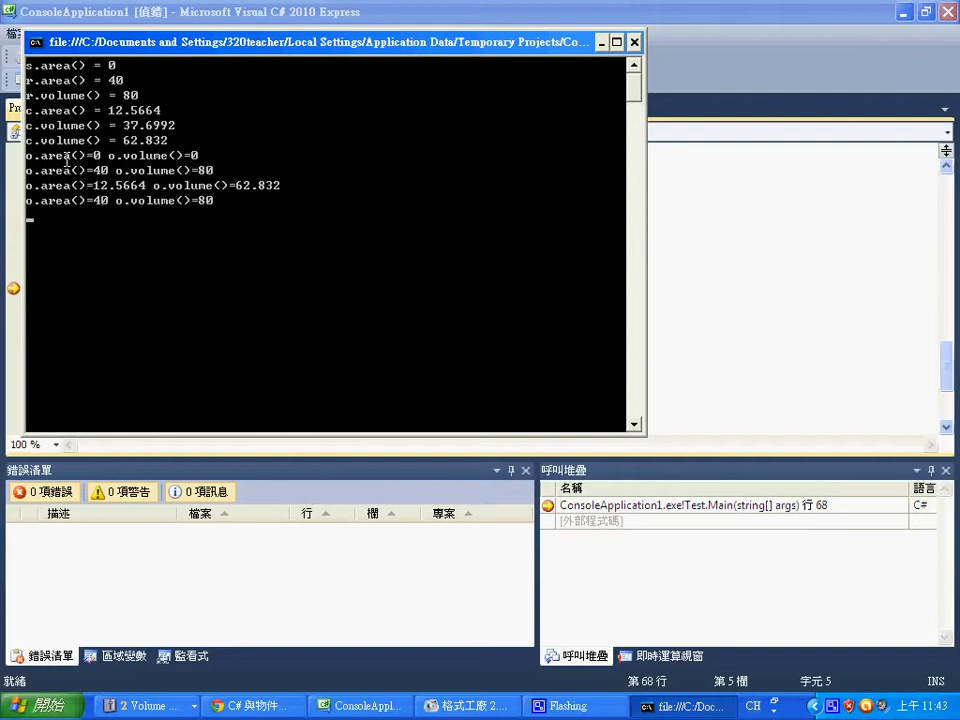 ConsoleApplication1 [偵錯] - Microsoft Visual C# 2010 Express
檔
file:///C:/Documents and Settings/320teacher/Local Settings/Application Data/Temporary Projects/Co...
s.area() = 0
r.area() = 40
r.volume() = 80
c.area() = 12.5664
c.volume() = 37.6992
c.volume() = 62.832
o.area()=0 o.volume()=0
o.area()=40 o.volume()=80
o.area()=12.5664 o.volume()=62.832
o.area()=40 o.volume()=80
Pro
100 %
錯誤清單
0 項錯誤
0 項警告
0 項訊息
描述
檔案
行
欄
專案
呼叫堆疊
名稱
語言
ConsoleApplication1.exe!Test.Main(string[] args) 行 68
C#
[外部程式碼]
錯誤清單
區域變數
監看式
呼叫堆疊
即時運算視窗
就緒
第 68 行
第 5 欄
字元 5
INS
開始
2 Volume ...
C# 與物件...
ConsoleAppl...
格式工廠 2....
Flashing
file:///C:/Doc...
CH
上午 11:43